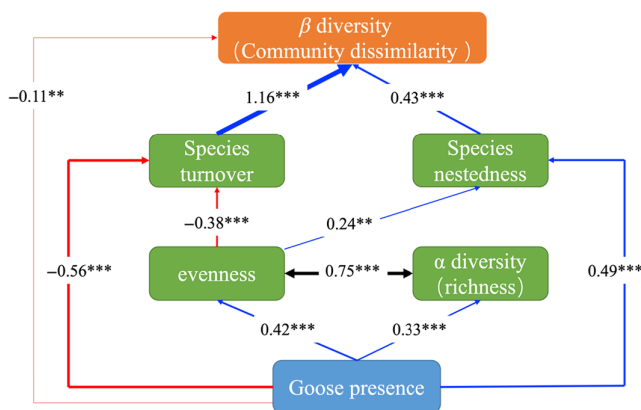 β diversity
（Community dissimilarity ）
−0.11**
1.16***
0.43***
Species
turnover
Species
nestedness
−0.38***
0.24**
−0.56***
evenness
0.75***
α diversity
（richness）
0.49***
0.42***
0.33***
Goose presence